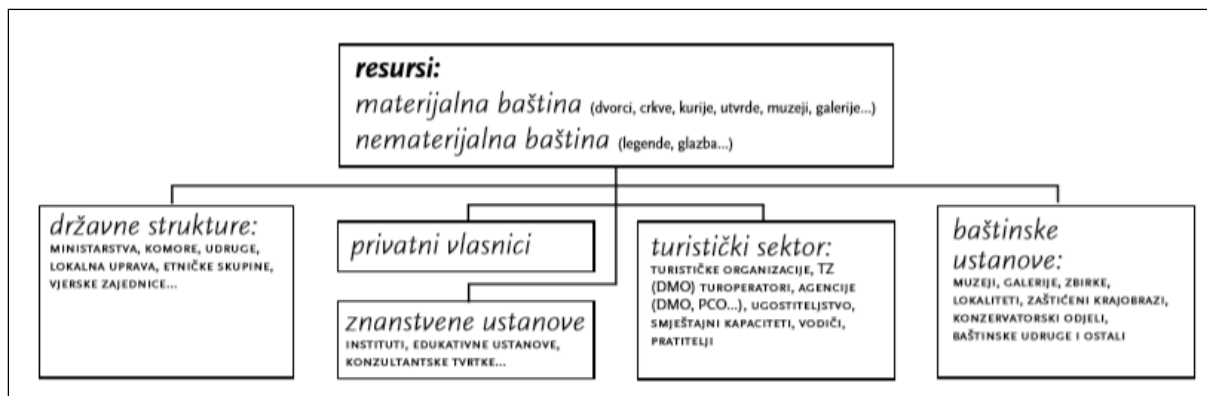 resursi:
materijalna baština (dvorci, crkve, kurije, utvrde, muzeji, galerije...)
nematerijalna baština (legende, glazba...)
državne strukture:
MINISTARSTVA, KOMORE, UDRUGE,
LOKALNA UPRAVA, ETNIČKE SKUPINE,
VJERSKE ZAJEDNICE...
privatni vlasnici
znanstvene ustanove
INSTITUTI, EDUKATIVNE USTANOVE,
KONZULTANTSKE TVRTKE...
turistički sektor:
TURISTIČKE ORGANIZACIJE, TZ
(DMO) TUROPERATORI, AGENCIJE
(DMO, PCO...), UGOSTITELJSTVO,
SMJEŠTAJNI KAPACITETI, VODIČI,
PRATITELJI
baštinske
ustanove:
MUZEJI, GALERIJE, ZBIRKE,
LOKALITETI, ZAŠTIĆENI KRAJOBRAZI,
KONZERVATORSKI ODJELI,
BAŠTINSKE UDRUGE I OSTALI